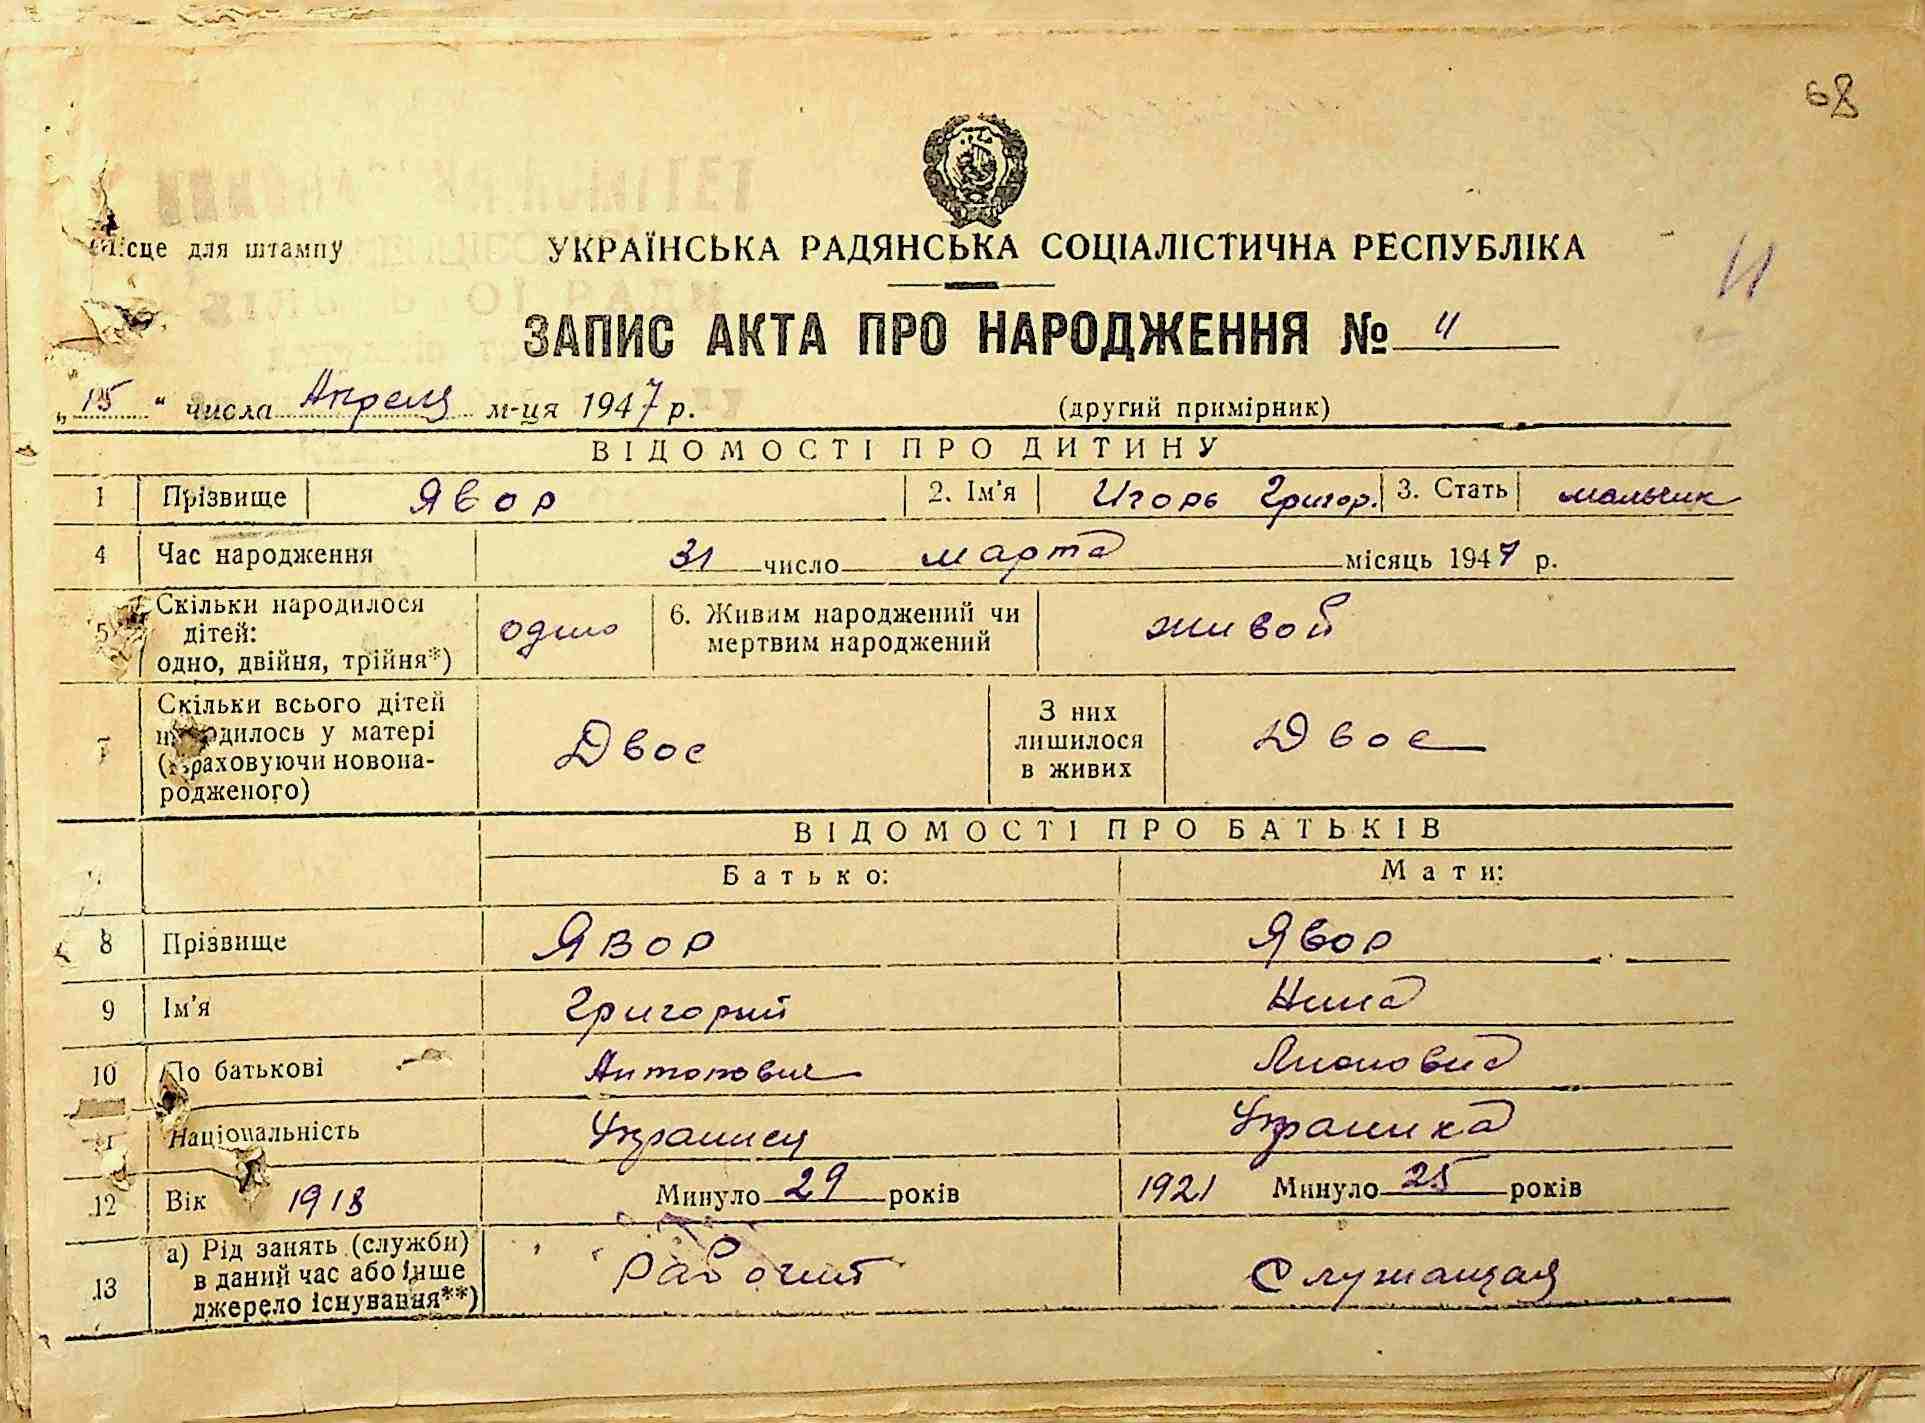 68
Місце для штампу
УКРАЇНСЬКА РАДЯНСЬКА СОЦІАЛІСТИЧНА РЕСПУБЛІКА
11
ЗАПИС АКТА ПРО НАРОДЖЕННЯ № 11
„15" числа Апреля м-ця 1947 р. (другий примірник)
ВІДОМОСТІ ПРО ДИТИНУ
1 Прізвище Явор 2. Ім'я Игорь Григор. 3. Стать мальчик
4 Час народження 31 число марта місяць 1947 р.
5 Скільки народилося
дітей:
одно, двійня, трійня*) одно 6. Живим народжений чи
мертвим народжений живой
7 Скільки всього дітей
народилось у матері
(враховуючи новона-
родженого) Двое З них
лишилося
в живих Двое
ВІДОМОСТІ ПРО БАТЬКІВ
Батько: Мати:
8 Прізвище Явор Явор
9 Ім'я Григорий Нина
10 По батькові Антонович
11 Національність Украинец Украинка
12 Вік 1918 Минуло 29 років 1921 Минуло 25 років
13 а) Рід занять (служби)
в даний час або інше
джерело існування**) Рабочий Служащая